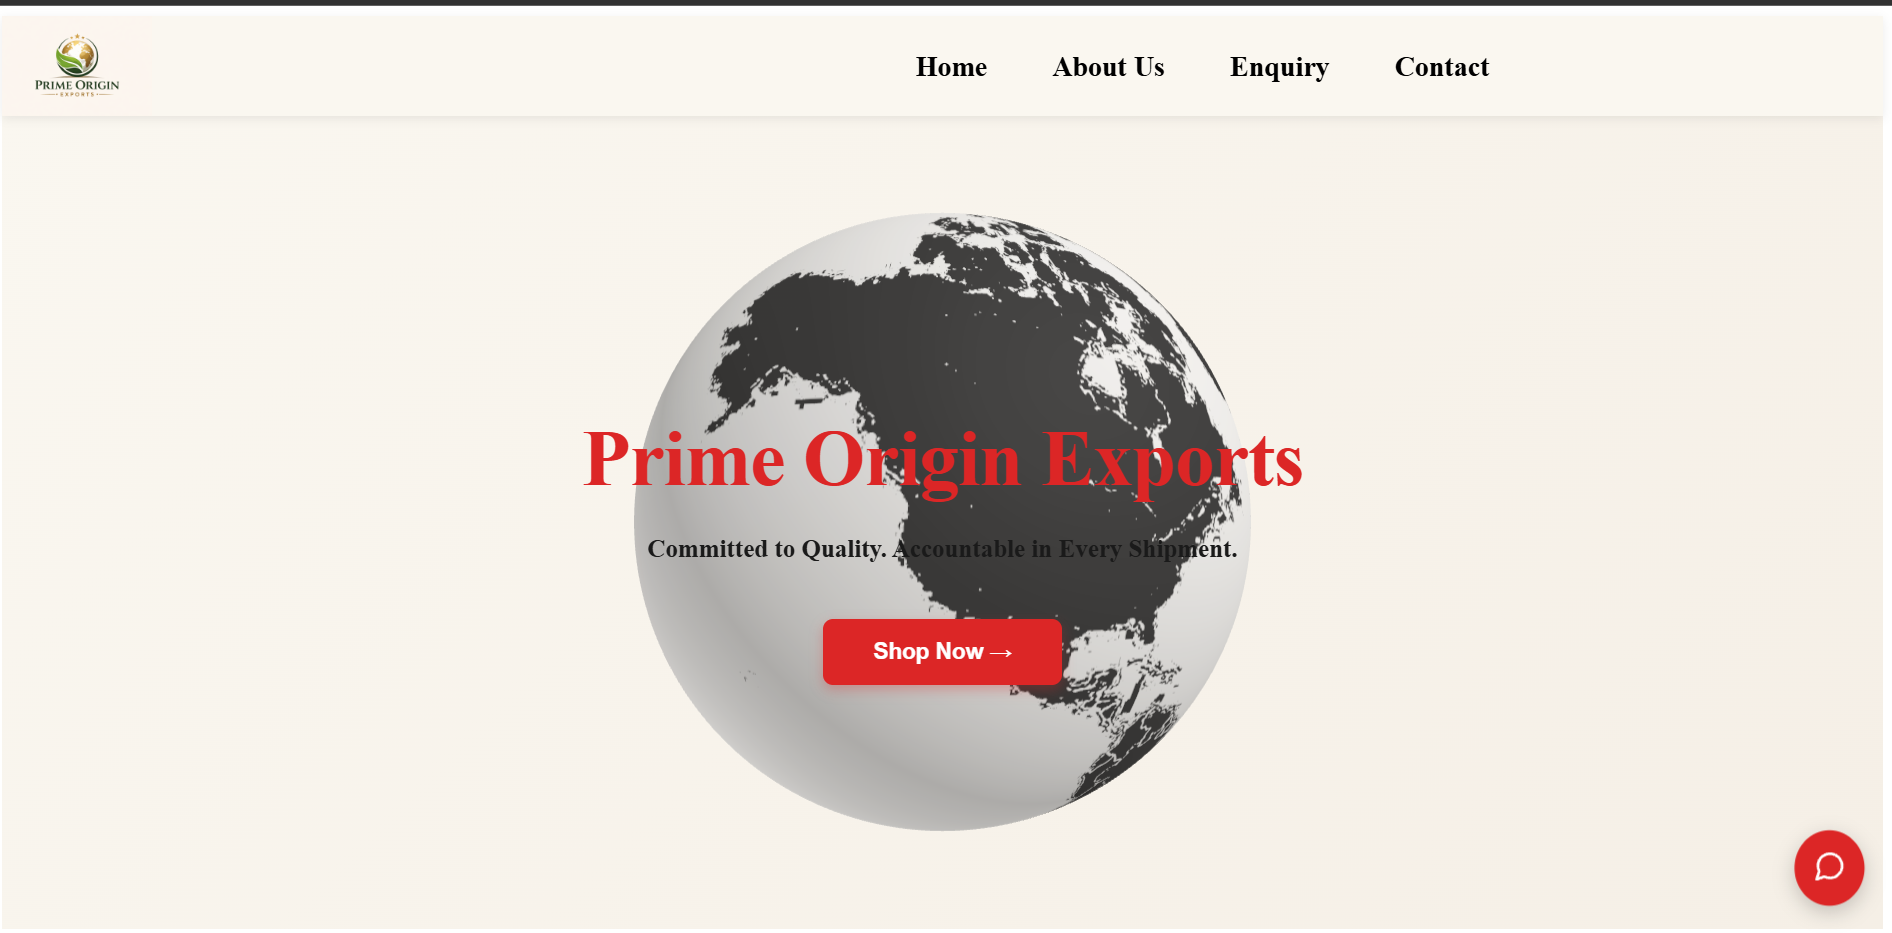 PRIME ORIGIN
EXPORTS
Home About Us Enquiry Contact
Prime Origin Exports
Committed to Quality. Accountable in Every Shipment.
Shop Now →